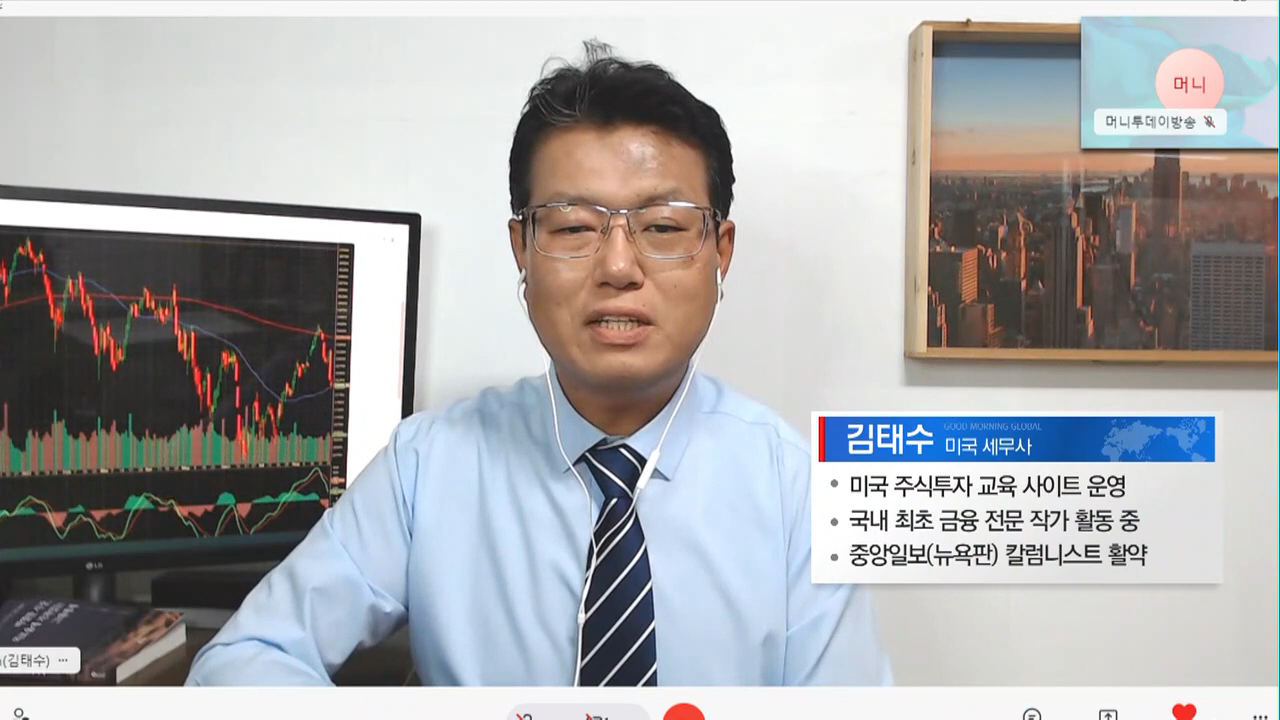 머니
머니투데이방송
김태수 GOOD MORNING GLOBAL
미국 세무사
미국 주식투자 교육 사이트 운영
국내 최초 금융 전문 작가 활동 중
중앙일보(뉴욕판) 칼럼니스트 활약
LG
(김태수)